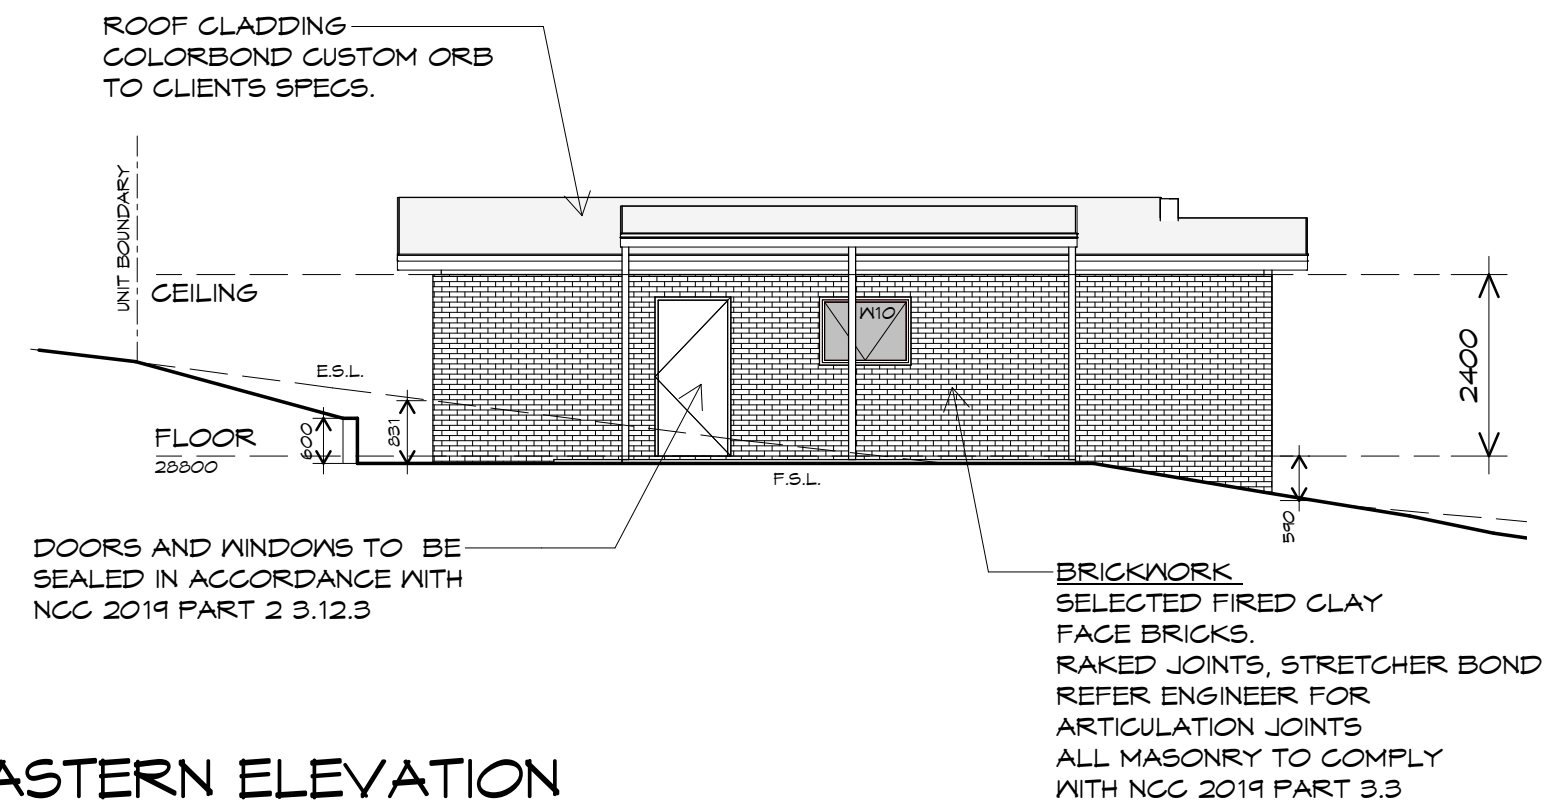 ROOF CLADDING
COLORBOND CUSTOM ORB
TO CLIENTS SPECS.
UNIT BOUNDARY
CEILING
W10
E.S.L.
2400
FLOOR
28800
600
831
F.S.L.
590
DOORS AND WINDOWS TO BE
SEALED IN ACCORDANCE WITH
NCC 2019 PART 2 3.12.3
BRICKWORK
SELECTED FIRED CLAY
FACE BRICKS.
RAKED JOINTS, STRETCHER BOND
REFER ENGINEER FOR
ARTICULATION JOINTS
ALL MASONRY TO COMPLY
WITH NCC 2019 PART 3.3
ASTERN ELEVATION